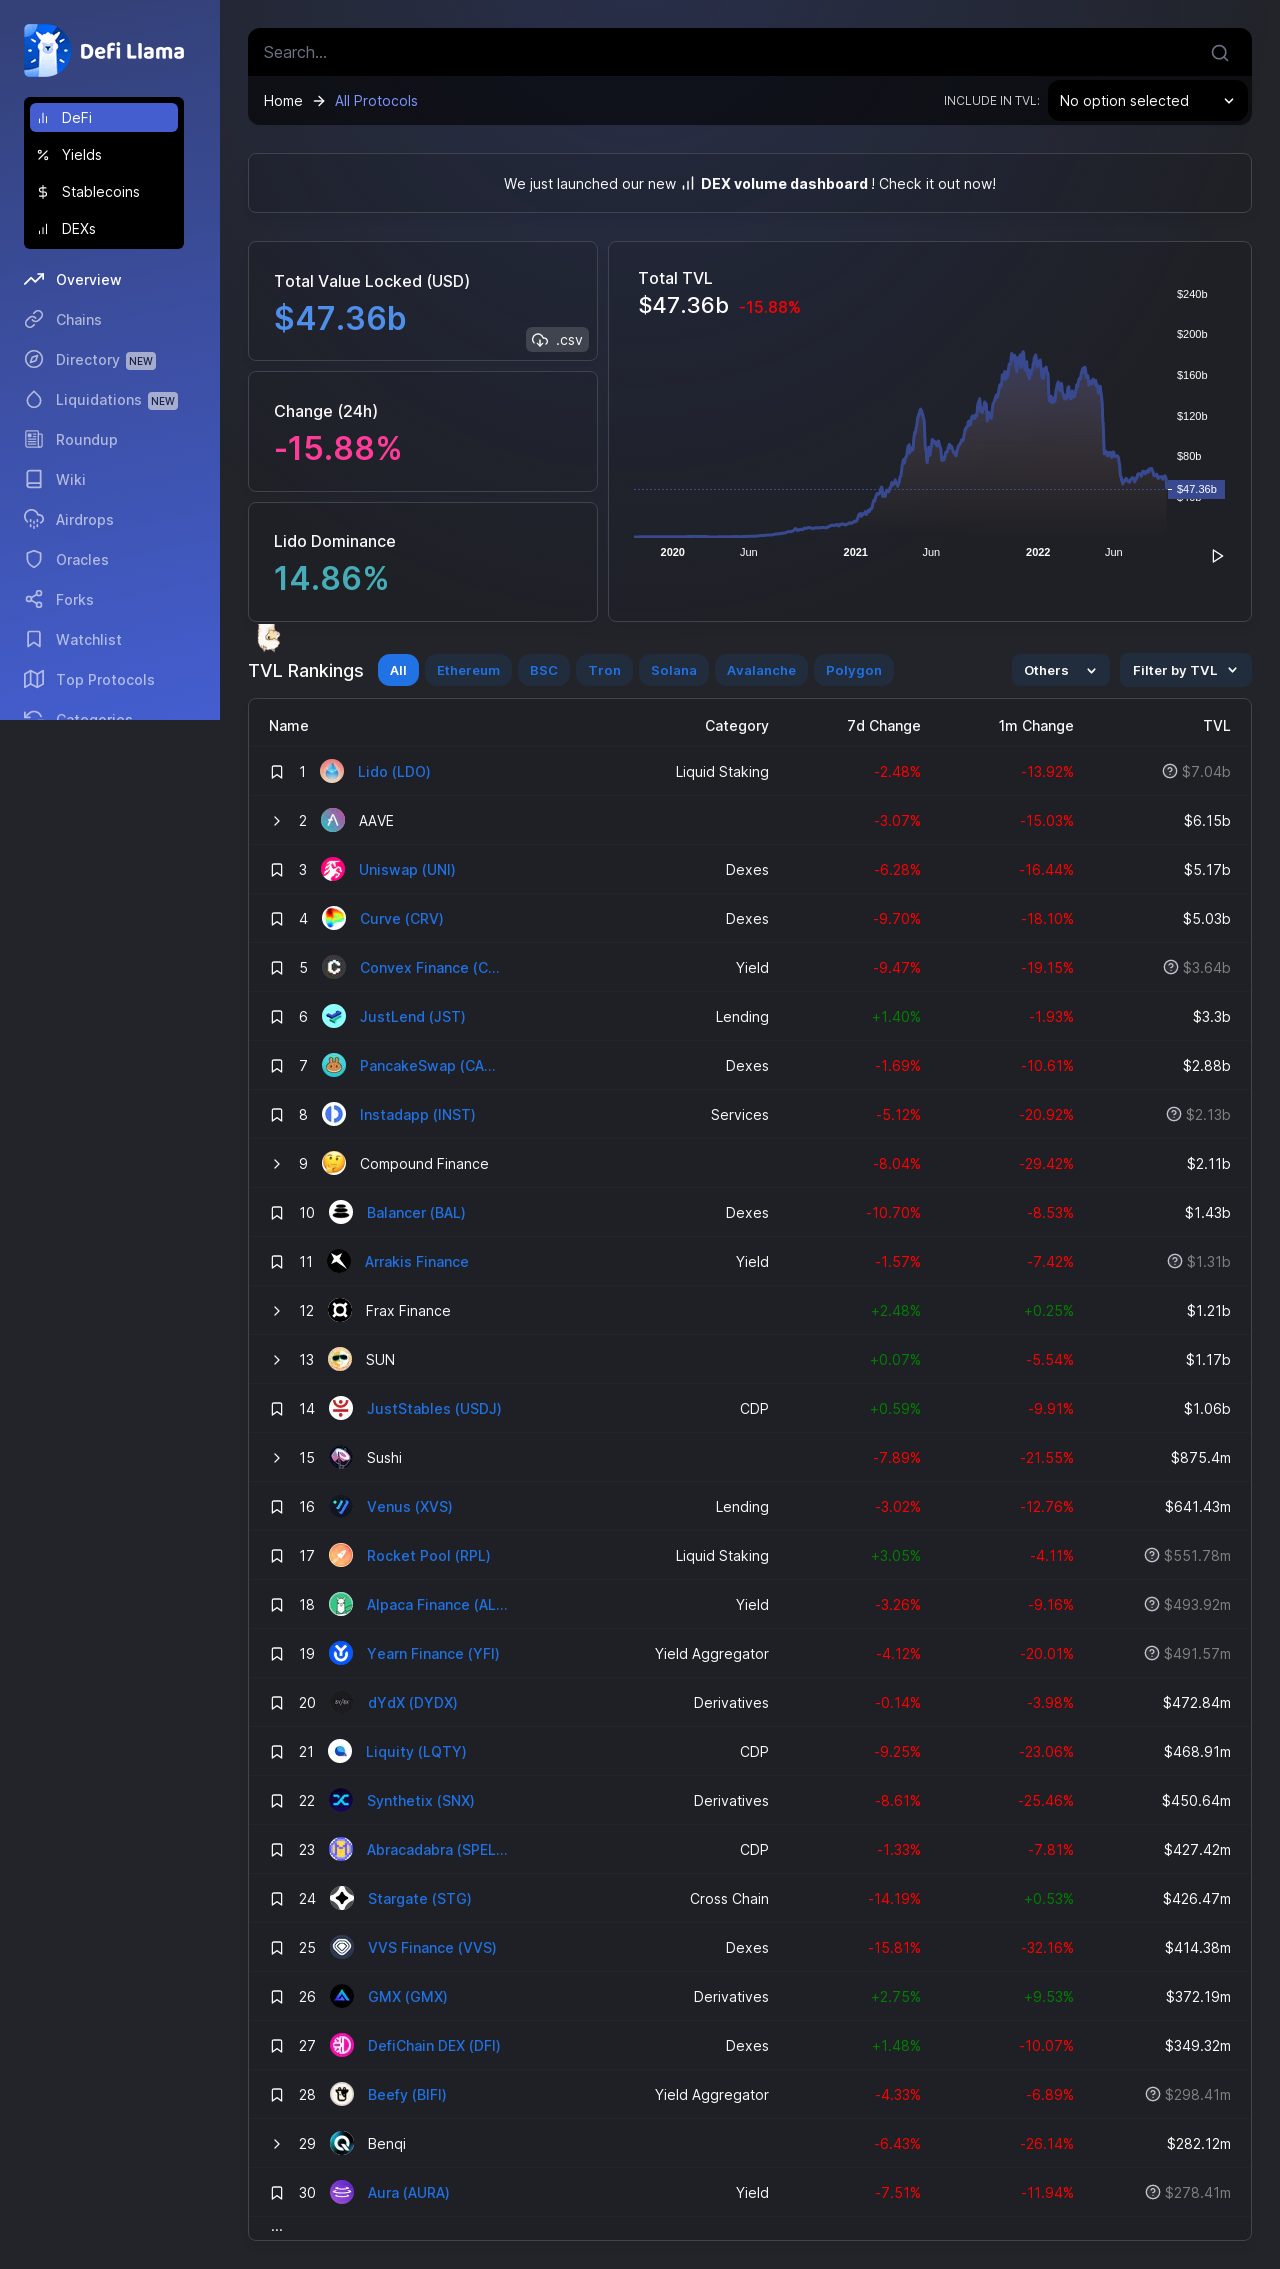 Defi Llama
DeFi
Yields
Stablecoins
DEXs
Overview
Chains
Directory NEW
Liquidations NEW
Roundup
Wiki
Airdrops
Oracles
Forks
Watchlist
Top Protocols
Categories
Search...
Home → All Protocols
INCLUDE IN TVL: No option selected
We just launched our new DEX volume dashboard ! Check it out now!
Total Value Locked (USD)
$47.36b
.csv
Change (24h)
-15.88%
Lido Dominance
14.86%
Total TVL
$47.36b -15.88%
$240b
$200b
$160b
$120b
$80b
$47.36b
2020 Jun 2021 Jun 2022 Jun
TVL Rankings All Ethereum BSC Tron Solana Avalanche Polygon Others Filter by TVL
Name Category 7d Change 1m Change TVL
1 Lido (LDO) Liquid Staking -2.48% -13.92% $7.04b
2 AAVE -3.07% -15.03% $6.15b
3 Uniswap (UNI) Dexes -6.28% -16.44% $5.17b
4 Curve (CRV) Dexes -9.70% -18.10% $5.03b
5 Convex Finance (C... Yield -9.47% -19.15% $3.64b
6 JustLend (JST) Lending +1.40% -1.93% $3.3b
7 PancakeSwap (CA... Dexes -1.69% -10.61% $2.88b
8 Instadapp (INST) Services -5.12% -20.92% $2.13b
9 Compound Finance -8.04% -29.42% $2.11b
10 Balancer (BAL) Dexes -10.70% -8.53% $1.43b
11 Arrakis Finance Yield -1.57% -7.42% $1.31b
12 Frax Finance +2.48% +0.25% $1.21b
13 SUN +0.07% -5.54% $1.17b
14 JustStables (USDJ) CDP +0.59% -9.91% $1.06b
15 Sushi -7.89% -21.55% $875.4m
16 Venus (XVS) Lending -3.02% -12.76% $641.43m
17 Rocket Pool (RPL) Liquid Staking +3.05% -4.11% $551.78m
18 Alpaca Finance (AL... Yield -3.26% -9.16% $493.92m
19 Yearn Finance (YFI) Yield Aggregator -4.12% -20.01% $491.57m
20 dYdX (DYDX) Derivatives -0.14% -3.98% $472.84m
21 Liquity (LQTY) CDP -9.25% -23.06% $468.91m
22 Synthetix (SNX) Derivatives -8.61% -25.46% $450.64m
23 Abracadabra (SPEL... CDP -1.33% -7.81% $427.42m
24 Stargate (STG) Cross Chain -14.19% +0.53% $426.47m
25 VVS Finance (VVS) Dexes -15.81% -32.16% $414.38m
26 GMX (GMX) Derivatives +2.75% +9.53% $372.19m
27 DefiChain DEX (DFI) Dexes +1.48% -10.07% $349.32m
28 Beefy (BIFI) Yield Aggregator -4.33% -6.89% $298.41m
29 Benqi -6.43% -26.14% $282.12m
30 Aura (AURA) Yield -7.51% -11.94% $278.41m
...